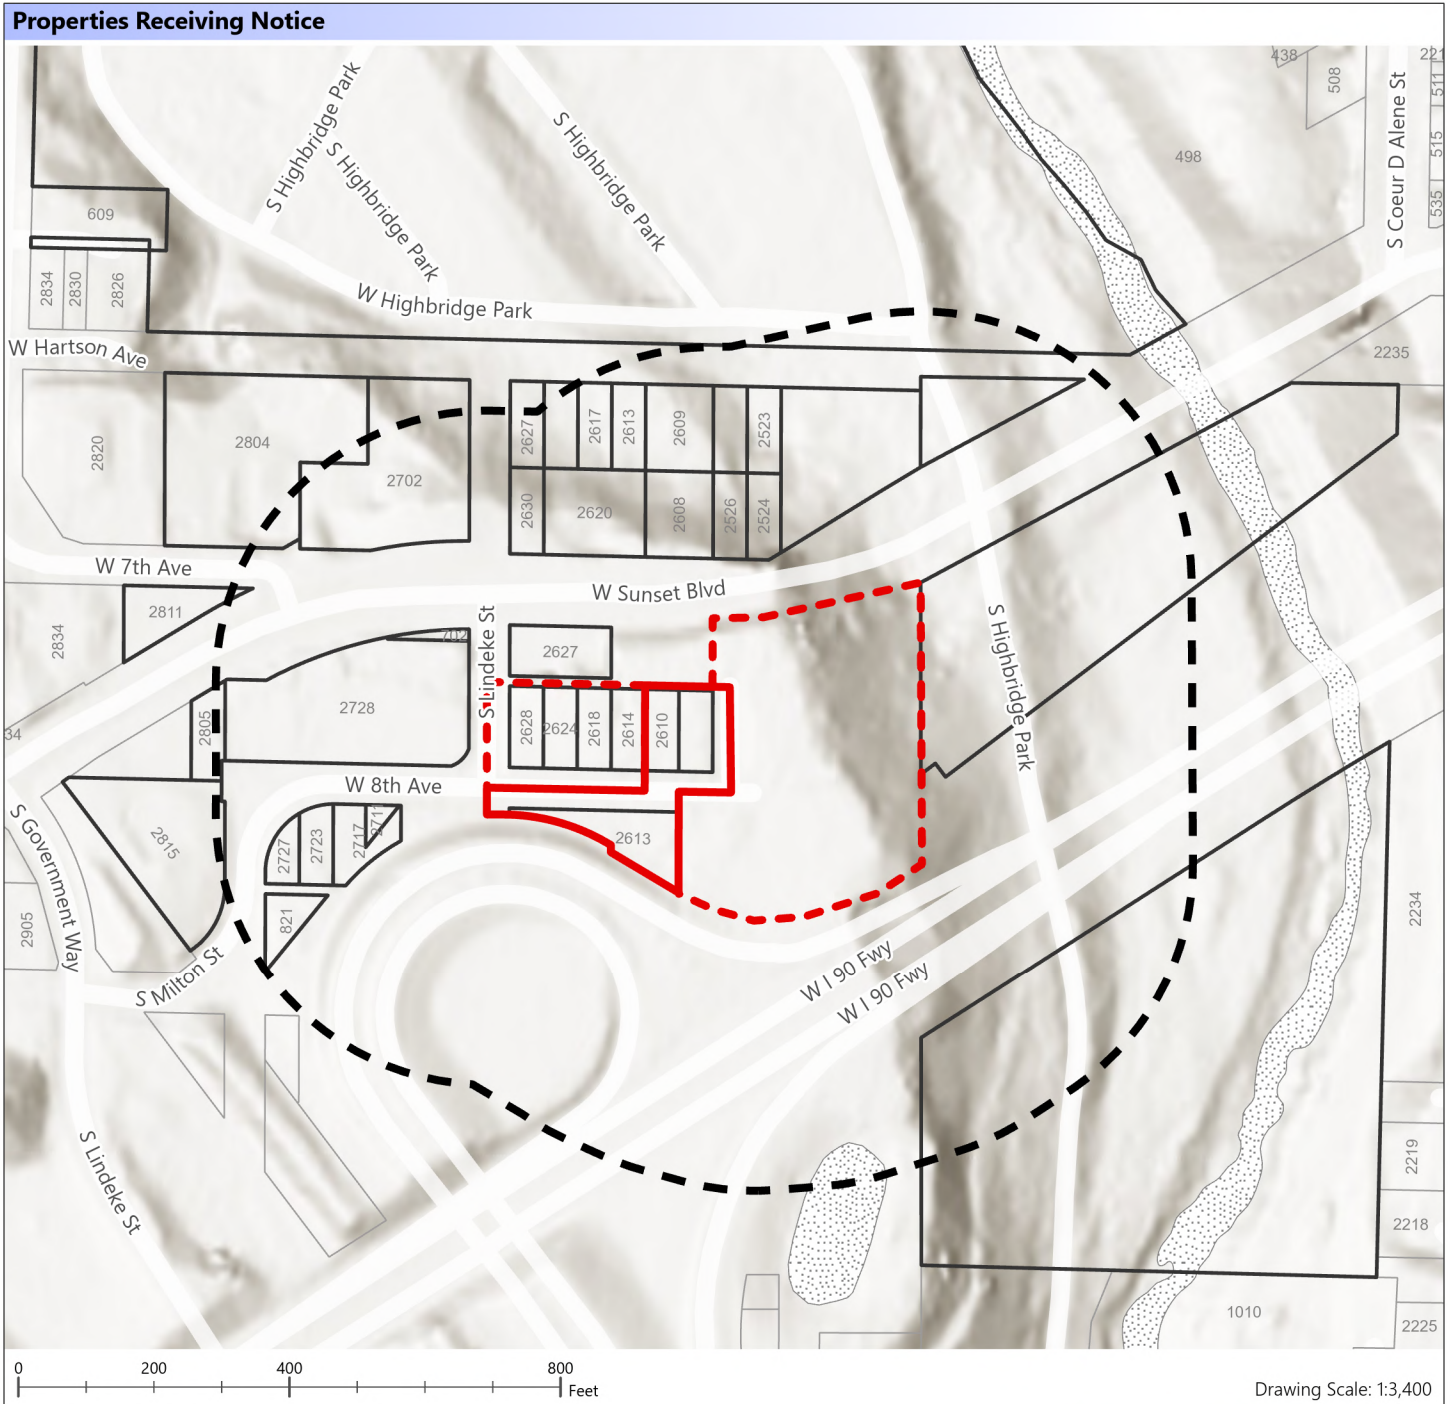 Properties Receiving Notice
438
221
508
511
S Coeur D Alene St
498
515
535
S Highbridge Park
S Highbridge Park
S Highbridge Park
609
2834
2830
2826
W Highbridge Park
W Hartson Ave
2235
2820
2804
2702
2627
2617
2613
2609
2523
2630
2620
2608
2526
2524
W 7th Ave
W Sunset Blvd
2811
2834
702
S Lindeke St
2627
S Highbridge Park
34
2805
2728
2628
2624
2618
2614
2610
W 8th Ave
S Government Way
2815
2727
2723
2717
2711
2613
821
2905
2234
W I 90 Fwy
W I 90 Fwy
S Milton St
S Lindeke St
2219
2218
1010
2225
0 200 400 800
Feet
Drawing Scale: 1:3,400